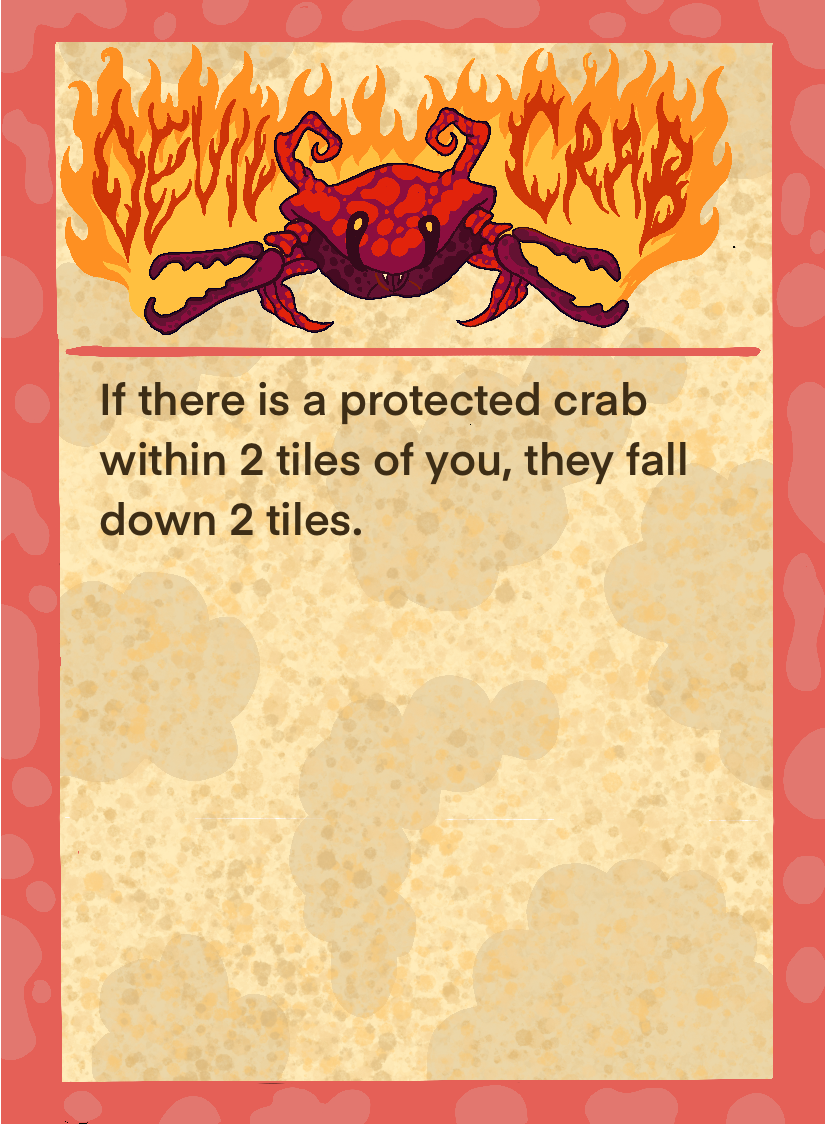 DEVIL CRAB
If there is a protected crab
within 2 tiles of you, they fall
down 2 tiles.